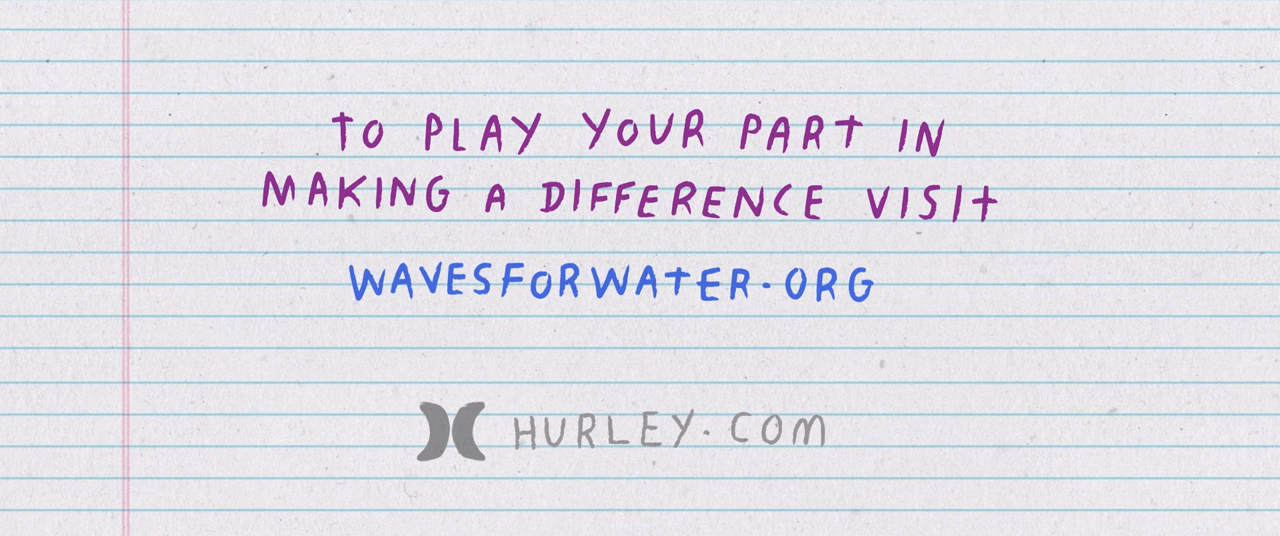 TO PLAY YOUR PART IN
MAKING A DIFFERENCE VISIT
WAVESFORWATER.ORG
HURLEY.COM